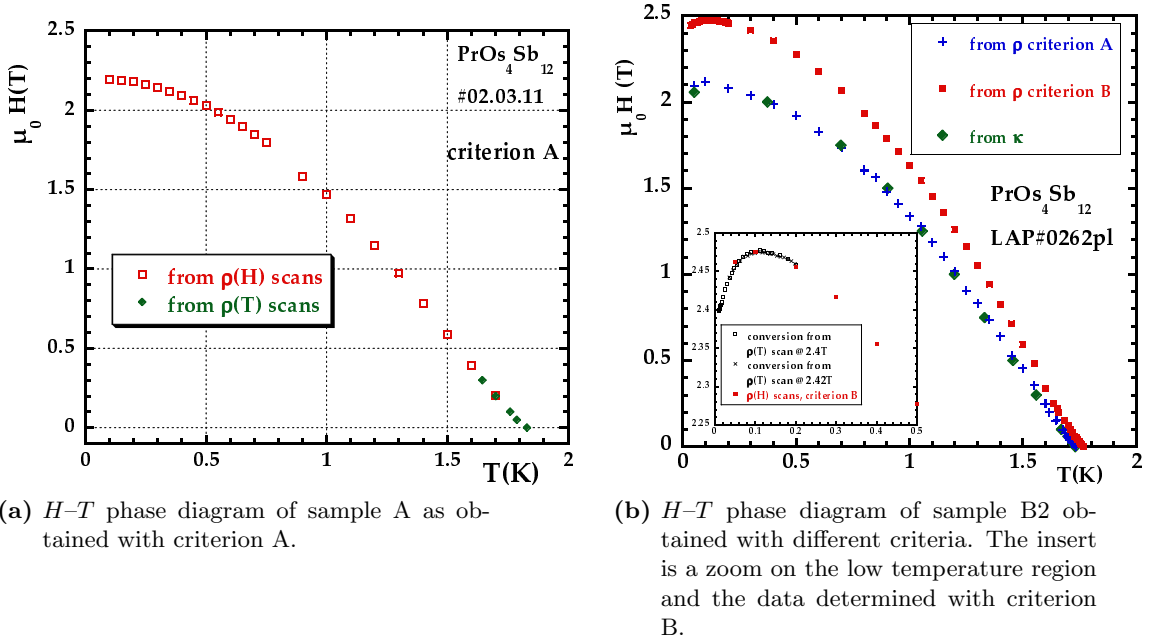 2.5
2
1.5
1
0.5
0
μ0 H(T)
PrOs4Sb12
#02.03.11
criterion A
from ρ(H) scans
from ρ(T) scans
0 0.5 1 1.5 2
T(K)
(a) H–T phase diagram of sample A as ob-
tained with criterion A.
2.5
2
1.5
1
0.5
0
μ0 H (T)
from ρ criterion A
from ρ criterion B
from κ
PrOs4Sb12
LAP#0262pl
2.5
2.45
2.4
2.35
2.3
2.25
conversion from
ρ(T) scan @ 2.4T
conversion from
ρ(T) scan @ 2.42T
ρ(H) scans, criterion B
0 0.1 0.2 0.3 0.4 0.5
0 0.5 1 1.5 2
T(K)
(b) H–T phase diagram of sample B2 ob-
tained with different criteria. The insert
is a zoom on the low temperature region
and the data determined with criterion
B.